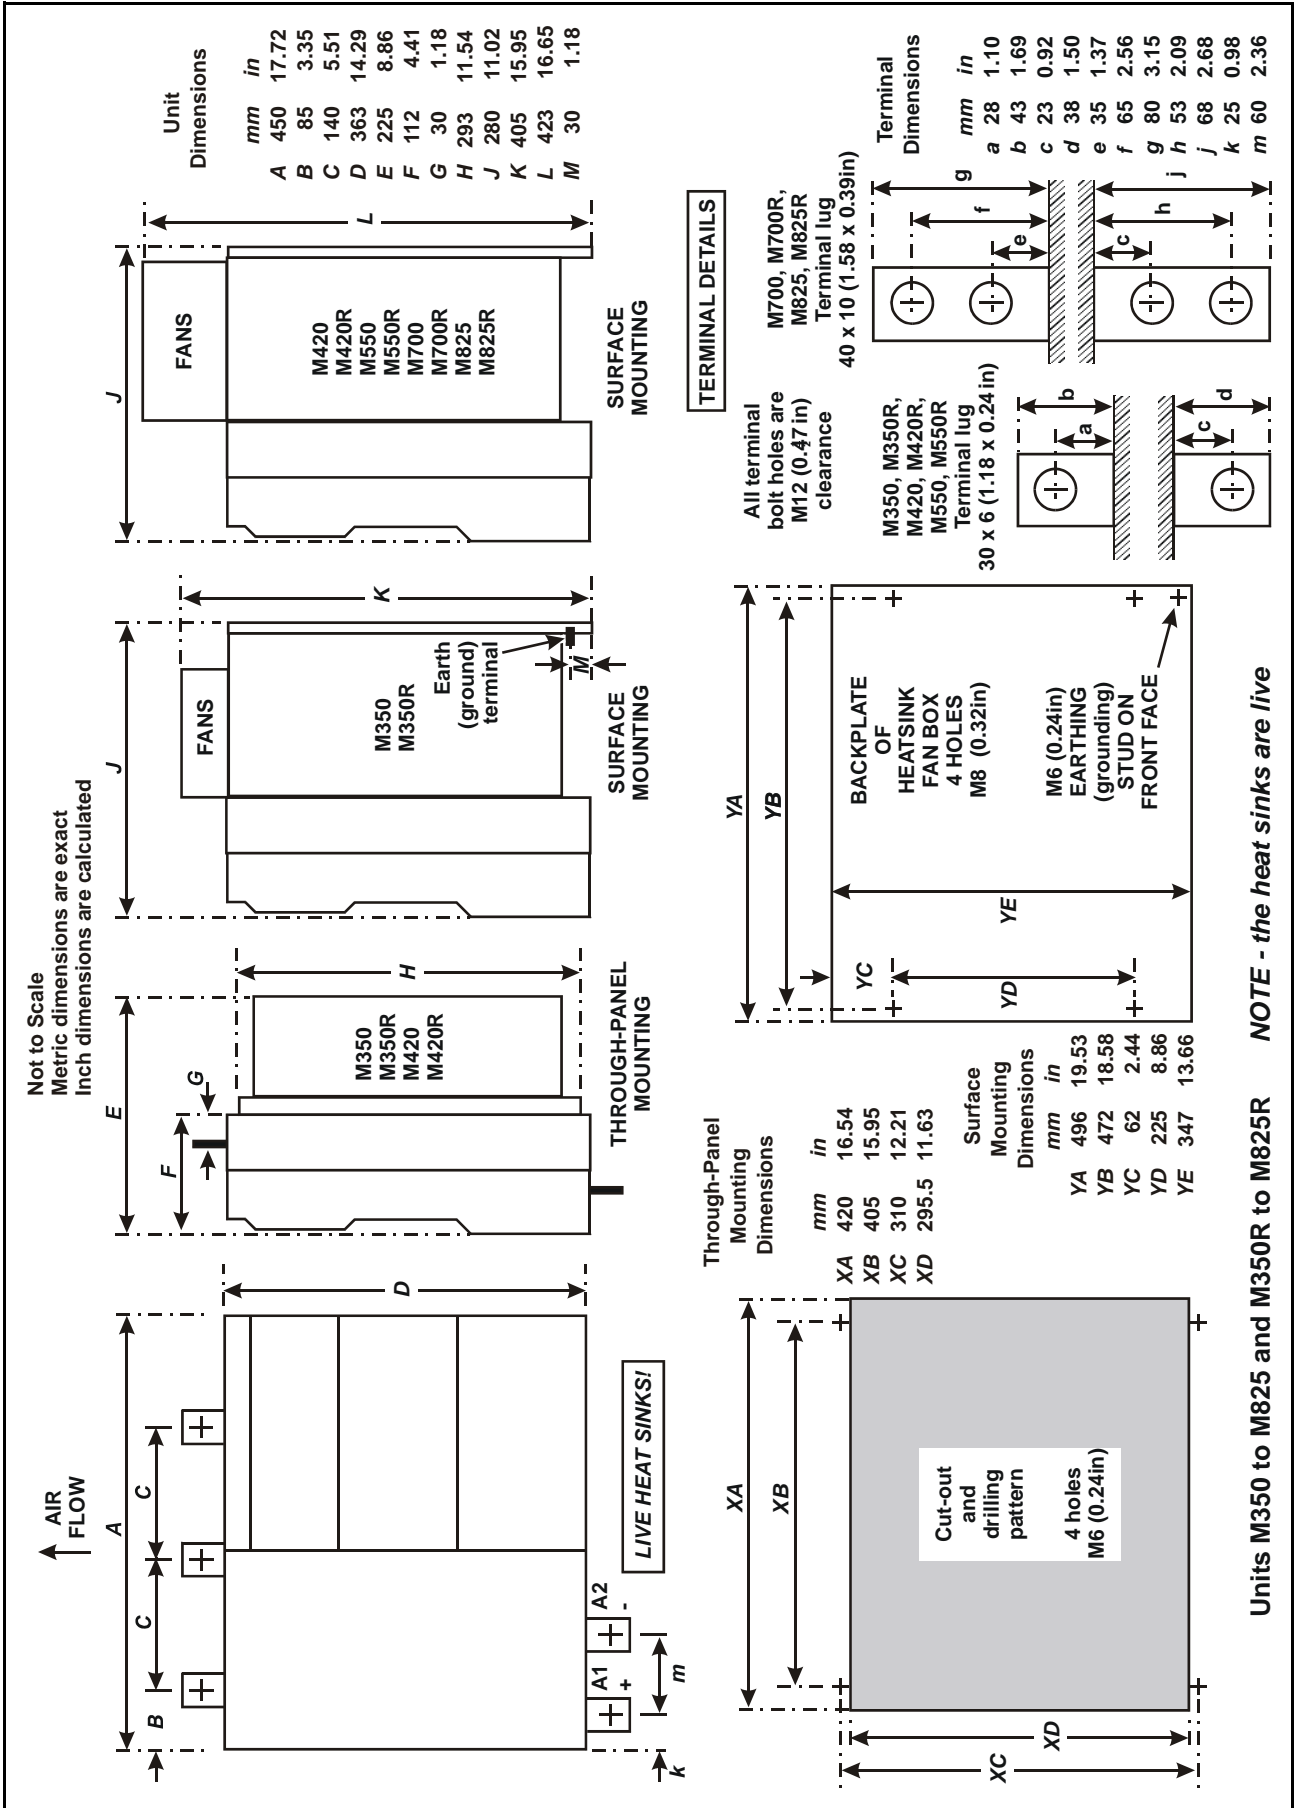 Not to Scale
Metric dimensions are exact
Inch dimensions are calculated
AIR
FLOW
A
C
C
B
D
k
m
A1
+
A2
-
LIVE HEAT SINKS!
E
F
G
H
M350
M350R
M420
M420R
THROUGH-PANEL
MOUNTING
J
K
FANS
M350
M350R
Earth
(ground)
terminal
M
SURFACE
MOUNTING
J
L
FANS
M420
M420R
M550
M550R
M700
M700R
M825
M825R
SURFACE
MOUNTING
Unit
Dimensions
mm in
A 450 17.72
B 85 3.35
C 140 5.51
D 363 14.29
E 225 8.86
F 112 4.41
G 30 1.18
H 293 11.54
J 280 11.02
K 405 15.95
L 423 16.65
M 30 1.18
XA
XB
XC
XD
Cut-out
and
drilling
pattern
4 holes
M6 (0.24in)
Through-Panel
Mounting
Dimensions
mm in
XA 420 16.54
XB 405 15.95
XC 310 12.21
XD 295.5 11.63
Surface
Mounting
Dimensions
mm in
YA 496 19.53
YB 472 18.58
YC 62 2.44
YD 225 8.86
YE 347 13.66
YA
YB
YC
YD
YE
BACKPLATE
OF
HEATSINK
FAN BOX
4 HOLES
M8 (0.32in)
M6 (0.24in)
EARTHING
(grounding)
STUD ON
FRONT FACE
TERMINAL DETAILS
All terminal
bolt holes are
M12 (0.47 in)
clearance
M350, M350R,
M420, M420R,
M550, M550R
Terminal lug
30 x 6 (1.18 x 0.24 in)
a
b
c
d
M700, M700R,
M825, M825R
Terminal lug
40 x 10 (1.58 x 0.39in)
e
f
g
c
h
j
Terminal
Dimensions
mm in
a 28 1.10
b 43 1.69
c 23 0.92
d 38 1.50
e 35 1.37
f 65 2.56
g 80 3.15
h 53 2.09
j 68 2.68
k 25 0.98
m 60 2.36
Units M350 to M825 and M350R to M825R NOTE - the heat sinks are live